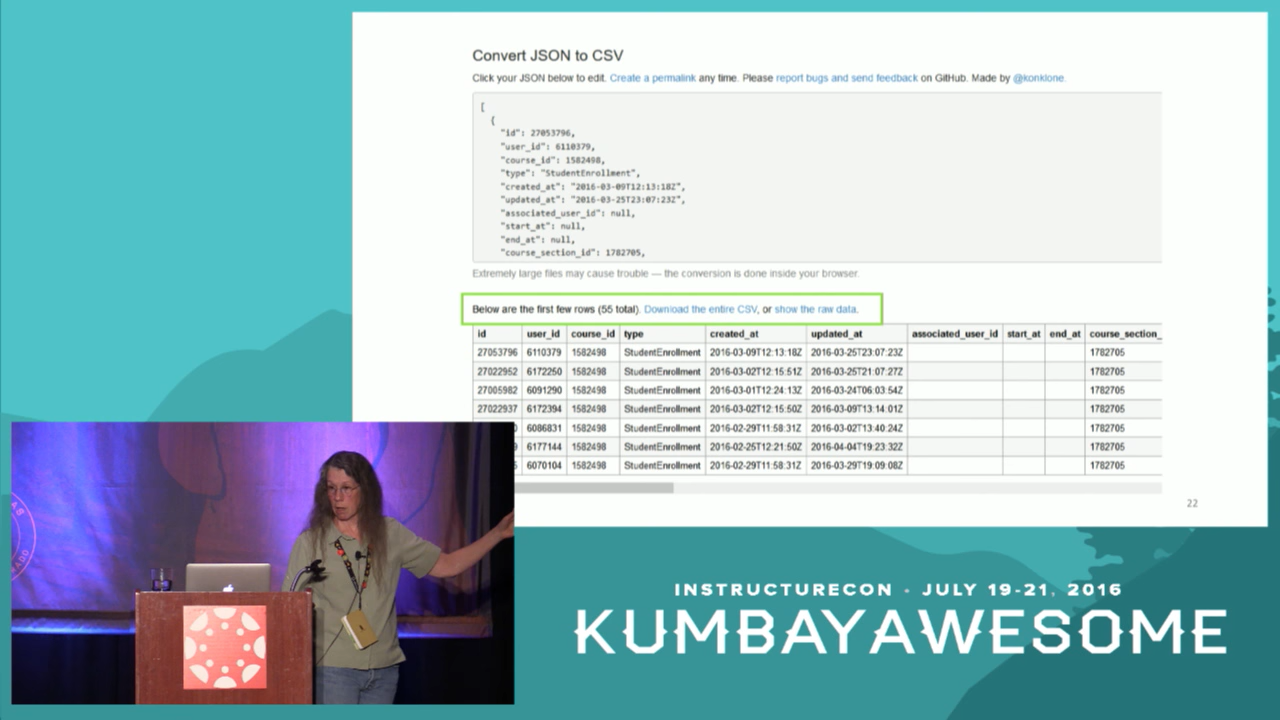 Convert JSON to CSV
Click your JSON below to edit. Create a permalink any time. Please report bugs and send feedback on GitHub. Made by @konklone.
[
{
"id": 27053796,
"user_id": 6110379,
"course_id": 1582498,
"type": "StudentEnrollment",
"created_at": "2016-03-09T12:13:18Z",
"updated_at": "2016-03-25T23:07:23Z",
"associated_user_id": null,
"start_at": null,
"end_at": null,
"course_section_id": 1782705,
Extremely large files may cause trouble — the conversion is done inside your browser.
Below are the first few rows (55 total). Download the entire CSV, or show the raw data.
id user_id course_id type created_at updated_at associated_user_id start_at end_at course_section_
27053796 6110379 1582498 StudentEnrollment 2016-03-09T12:13:18Z 2016-03-25T23:07:23Z 1782705
27022952 6172250 1582498 StudentEnrollment 2016-03-02T12:15:51Z 2016-03-25T21:07:27Z 1782705
27005982 6091290 1582498 StudentEnrollment 2016-03-01T12:24:13Z 2016-03-24T06:03:54Z 1782705
27022937 6172394 1582498 StudentEnrollment 2016-03-02T12:15:50Z 2016-03-09T13:14:01Z 1782705
0 6086831 1582498 StudentEnrollment 2016-02-29T11:58:31Z 2016-03-02T13:40:24Z 1782705
9 6177144 1582498 StudentEnrollment 2016-02-25T12:21:50Z 2016-04-04T19:23:32Z 1782705
5 6070104 1582498 StudentEnrollment 2016-02-29T11:58:31Z 2016-03-29T19:09:08Z 1782705
22
INSTRUCTURECON • JULY 19-21, 2016
KUMBAYAWESOME